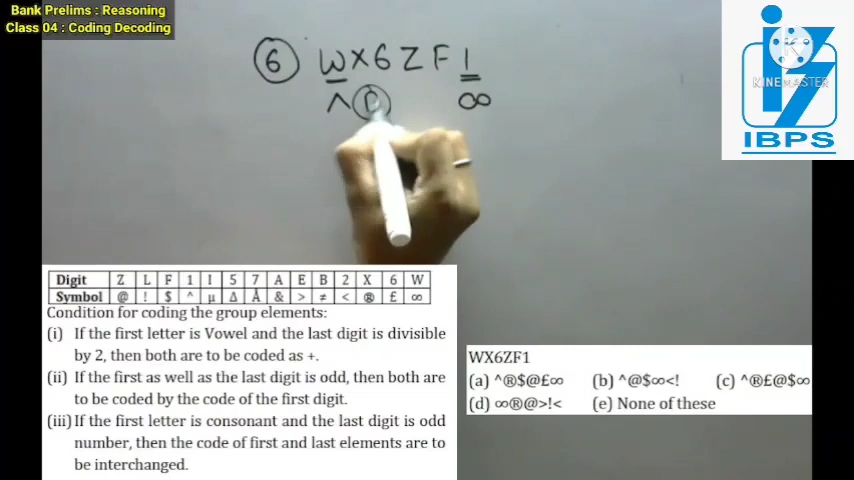 Bank Prelims : Reasoning
Class 04 : Coding Decoding
6 WX6ZF1
^ ® ∞
KINEMASTER
IBPS
Digit Z L F 1 I 5 7 A E B 2 X 6 W
Symbol @ ! $ ^ µ Δ Å & > ≠ < ® £ ∞
Condition for coding the group elements:
(i) If the first letter is Vowel and the last digit is divisible
by 2, then both are to be coded as +.
(ii) If the first as well as the last digit is odd, then both are
to be coded by the code of the first digit.
(iii) If the first letter is consonant and the last digit is odd
number, then the code of first and last elements are to
be interchanged.
WX6ZF1
(a) ^®$@£∞ (b) ^@$∞<! (c) ^®£@$∞
(d) ∞®@>!< (e) None of these